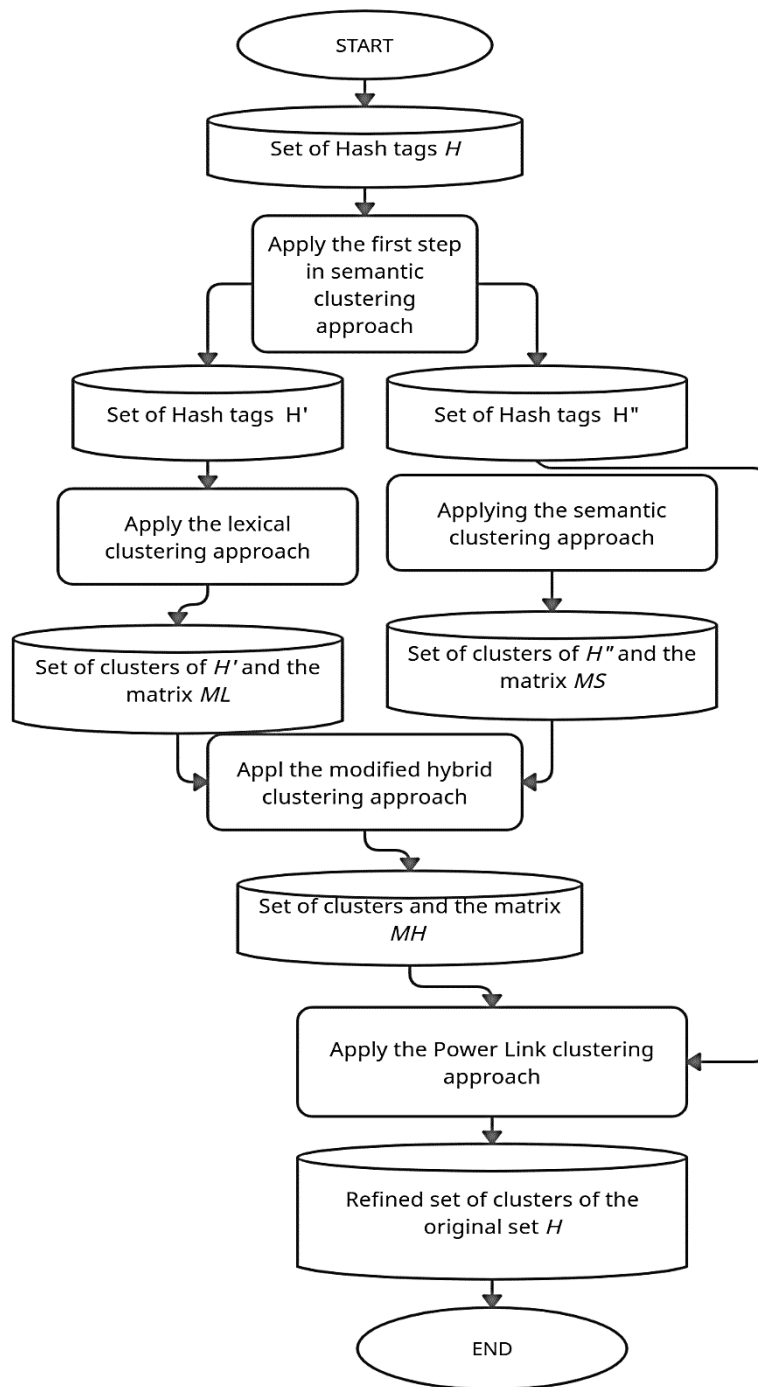 START
Set of Hash tags H
Apply the first step
in semantic
clustering
approach
Set of Hash tags H'
Set of Hash tags H"
Apply the lexical
clustering approach
Applying the semantic
clustering approach
Set of clusters of H' and the
matrix ML
Set of clusters of H" and the
matrix MS
Appl the modified hybrid
clustering approach
Set of clusters and the matrix
MH
Apply the Power Link clustering
approach
Refined set of clusters of the
original set H
END